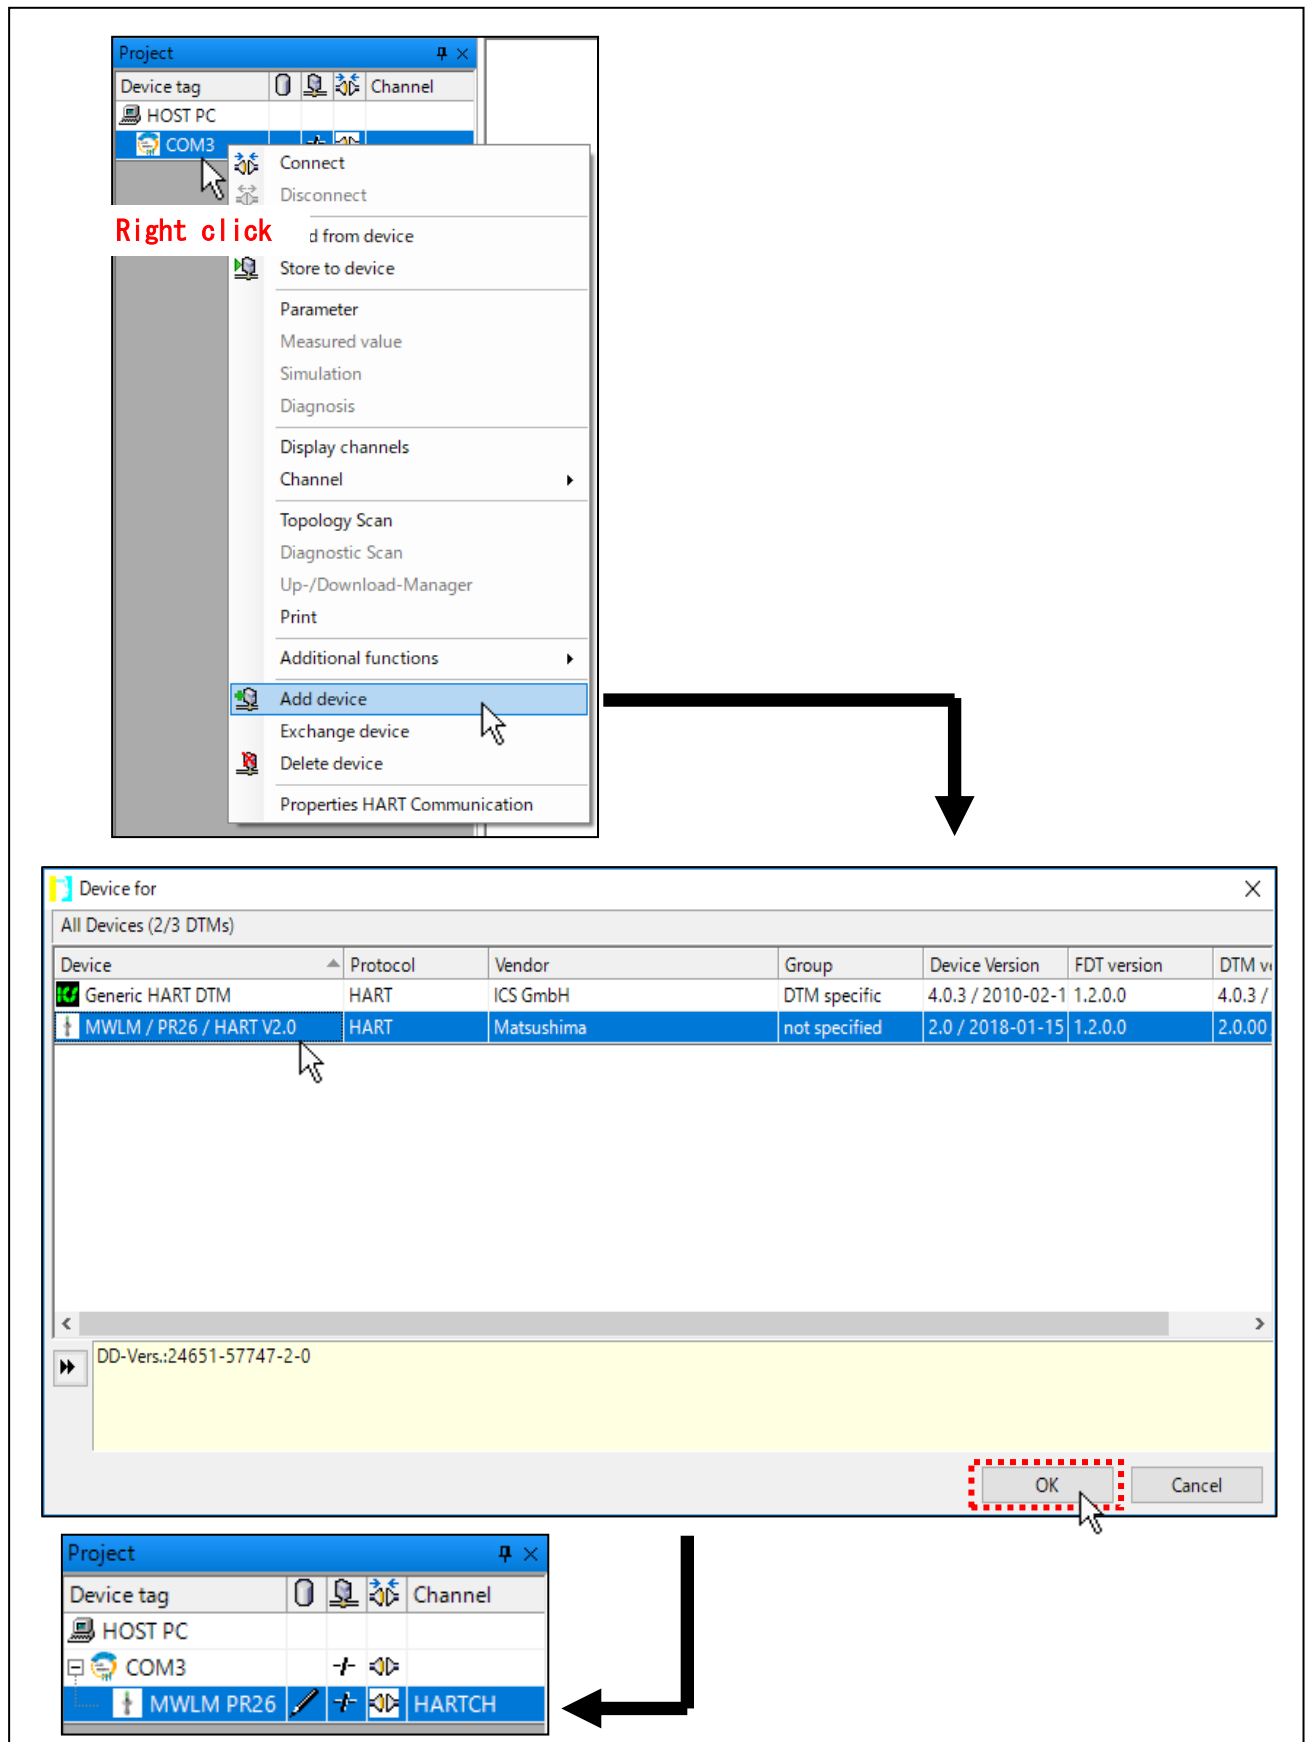 Project
Device tag Channel
HOST PC
COM3
Connect
Disconnect
Right click
d from device
Store to device
Parameter
Measured value
Simulation
Diagnosis
Display channels
Channel
Topology Scan
Diagnostic Scan
Up-/Download-Manager
Print
Additional functions
Add device
Exchange device
Delete device
Properties HART Communication
Device for
All Devices (2/3 DTMs)
Device Protocol Vendor Group Device Version FDT version DTM ve
Generic HART DTM HART ICS GmbH DTM specific 4.0.3 / 2010-02-1 1.2.0.0 4.0.3 /
MWLM / PR26 / HART V2.0 HART Matsushima not specified 2.0 / 2018-01-15 1.2.0.0 2.0.00
DD-Vers.:24651-57747-2-0
OK Cancel
Project
Device tag Channel
HOST PC
COM3
MWLM PR26 HARTCH